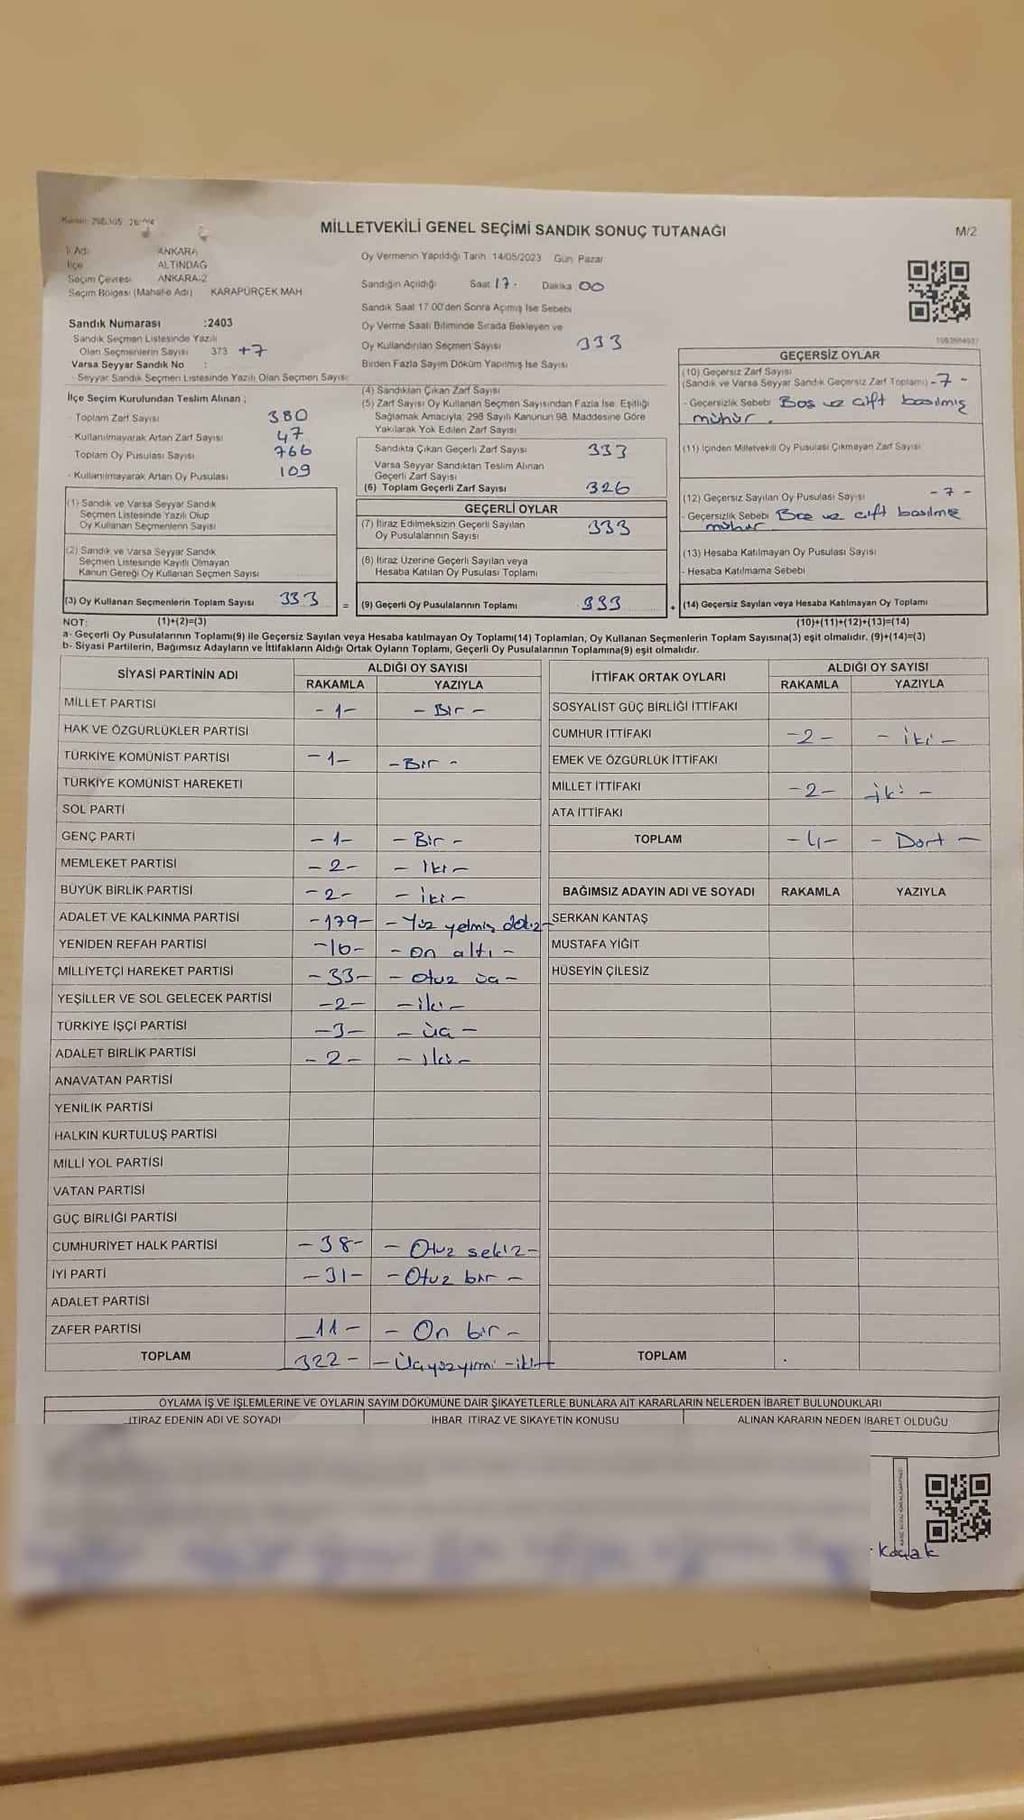 MİLLETVEKİLİ GENEL SEÇİMİ SANDIK SONUÇ TUTANAĞI
M/2
İl Adı ANKARA
İlçe ALTINDAĞ
Seçim Çevresi ANKARA-2
Seçim Bölgesi (Mahalle Adı) KARAPÜRÇEK MAH
Sandık Numarası :2403
Sandık Seçmen Listesinde Yazılı
Olan Seçmenlerin Sayısı 373 +7
Varsa Seyyar Sandık No :
- Seyyar Sandık Seçmen Listesinde Yazılı Olan Seçmen Sayısı:
İlçe Seçim Kurulundan Teslim Alınan ;
- Toplam Zarf Sayısı 380
- Kullanılmayarak Artan Zarf Sayısı 47
Toplam Oy Pusulası Sayısı 766
- Kullanılmayarak Artan Oy Pusulası 109
(1) Sandık ve Varsa Seyyar Sandık
Seçmen Listesinde Yazılı Olup
Oy Kullanan Seçmenlerin Sayısı
(2) Sandık ve Varsa Seyyar Sandık
Seçmen Listesinde Kayıtlı Olmayan
Kanun Gereği Oy Kullanan Seçmen Sayısı
(3) Oy Kullanan Seçmenlerin Toplam Sayısı 333
Oy Vermenin Yapıldığı Tarih 14/05/2023 Gün Pazar
Sandığın Açıldığı Saat 17 - Dakika 00
Sandık Saat 17.00'den Sonra Açılmış İse Sebebi
Oy Verme Saati Bitiminde Sırada Bekleyen ve
Oy Kullandırılan Seçmen Sayısı 333
Birden Fazla Sayım Döküm Yapılmış İse Sayısı
(4) Sandıktan Çıkan Zarf Sayısı
(5) Zarf Sayısı Oy Kullanan Seçmen Sayısından Fazla İse, Eşitliği
Sağlamak Amacıyla, 298 Sayılı Kanunun 98. Maddesine Göre
Yakılarak Yok Edilen Zarf Sayısı
Sandıkta Çıkan Geçerli Zarf Sayısı 333
Varsa Seyyar Sandıktan Teslim Alınan
Geçerli Zarf Sayısı
(6) Toplam Geçerli Zarf Sayısı 326
GEÇERLİ OYLAR
(7) İtiraz Edilmeksizin Geçerli Sayılan
Oy Pusulalarının Sayısı 333
(8) İtiraz Üzerine Geçerli Sayılan veya
Hesaba Katılan Oy Pusulası Toplamı
= (9) Geçerli Oy Pusulalarının Toplamı 333
GEÇERSİZ OYLAR
(10) Geçersiz Zarf Sayısı
(Sandık ve Varsa Seyyar Sandık Geçersiz Zarf Toplamı) - 7 -
- Geçersizlik Sebebi Boş ve çift basılmış
mühür.
(11) İçinden Milletvekili Oy Pusulası Çıkmayan Zarf Sayısı
(12) Geçersiz Sayılan Oy Pusulası Sayısı - 7 -
- Geçersizlik Sebebi Boş ve çift basılmış
mühür
(13) Hesaba Katılmayan Oy Pusulası Sayısı
- Hesaba Katılmama Sebebi
(14) Geçersiz Sayılan veya Hesaba Katılmayan Oy Toplamı
NOT: (1)+(2)=(3) (10)+(11)+(12)+(13)=(14)
a- Geçerli Oy Pusulalarının Toplamı(9) ile Geçersiz Sayılan veya Hesaba katılmayan Oy Toplamı(14) Toplamları, Oy Kullanan Seçmenlerin Toplam Sayısına(3) eşit olmalıdır. (9)+(14)=(3)
b- Siyasi Partilerin, Bağımsız Adayların ve İttifakların Aldığı Ortak Oyların Toplamı, Geçerli Oy Pusulalarının Toplamına(9) eşit olmalıdır.
SİYASİ PARTİNİN ADI ALDIĞI OY SAYISI
RAKAMLA YAZIYLA
MİLLET PARTİSİ - 1 - - Bir -
HAK VE ÖZGÜRLÜKLER PARTİSİ
TÜRKİYE KOMÜNİST PARTİSİ - 1 - - Bir -
TÜRKİYE KOMÜNİST HAREKETİ
SOL PARTİ
GENÇ PARTİ - 1 - - Bir -
MEMLEKET PARTİSİ - 2 - - İki -
BÜYÜK BİRLİK PARTİSİ - 2 - - İki -
ADALET VE KALKINMA PARTİSİ - 179 - - Yüz yetmiş dokuz -
YENİDEN REFAH PARTİSİ - 16 - - On altı -
MİLLİYETÇİ HAREKET PARTİSİ - 33 - - Otuz üç -
YEŞİLLER VE SOL GELECEK PARTİSİ - 2 - - iki -
TÜRKİYE İŞÇİ PARTİSİ - 3 - - üç -
ADALET BİRLİK PARTİSİ - 2 - - İki -
ANAVATAN PARTİSİ
YENİLİK PARTİSİ
HALKIN KURTULUŞ PARTİSİ
MİLLİ YOL PARTİSİ
VATAN PARTİSİ
GÜÇ BİRLİĞİ PARTİSİ
CUMHURİYET HALK PARTİSİ - 38 - - Otuz sekiz -
İYİ PARTİ - 31 - - Otuz bir -
ADALET PARTİSİ
ZAFER PARTİSİ - 11 - - On bir -
TOPLAM 322 - - Üçyüzyirmi - iki
İTTİFAK ORTAK OYLARI ALDIĞI OY SAYISI
RAKAMLA YAZIYLA
SOSYALİST GÜÇ BİRLİĞİ İTTİFAKI
CUMHUR İTTİFAKI - 2 - - İki -
EMEK VE ÖZGÜRLÜK İTTİFAKI
MİLLET İTTİFAKI - 2 - - iki -
ATA İTTİFAKI
TOPLAM - 4 - - Dört -
BAĞIMSIZ ADAYIN ADI VE SOYADI RAKAMLA YAZIYLA
SERKAN KANTAŞ
MUSTAFA YİĞİT
HÜSEYİN ÇİLESİZ
TOPLAM
OYLAMA İŞ VE İŞLEMLERİNE VE OYLARIN SAYIM DÖKÜMÜNE DAİR ŞİKAYETLERLE BUNLARA AİT KARARLARIN NELERDEN İBARET BULUNDUKLARI
İTİRAZ EDENİN ADI VE SOYADI İHBAR, İTİRAZ VE ŞİKAYETİN KONUSU ALINAN KARARIN NEDEN İBARET OLDUĞU